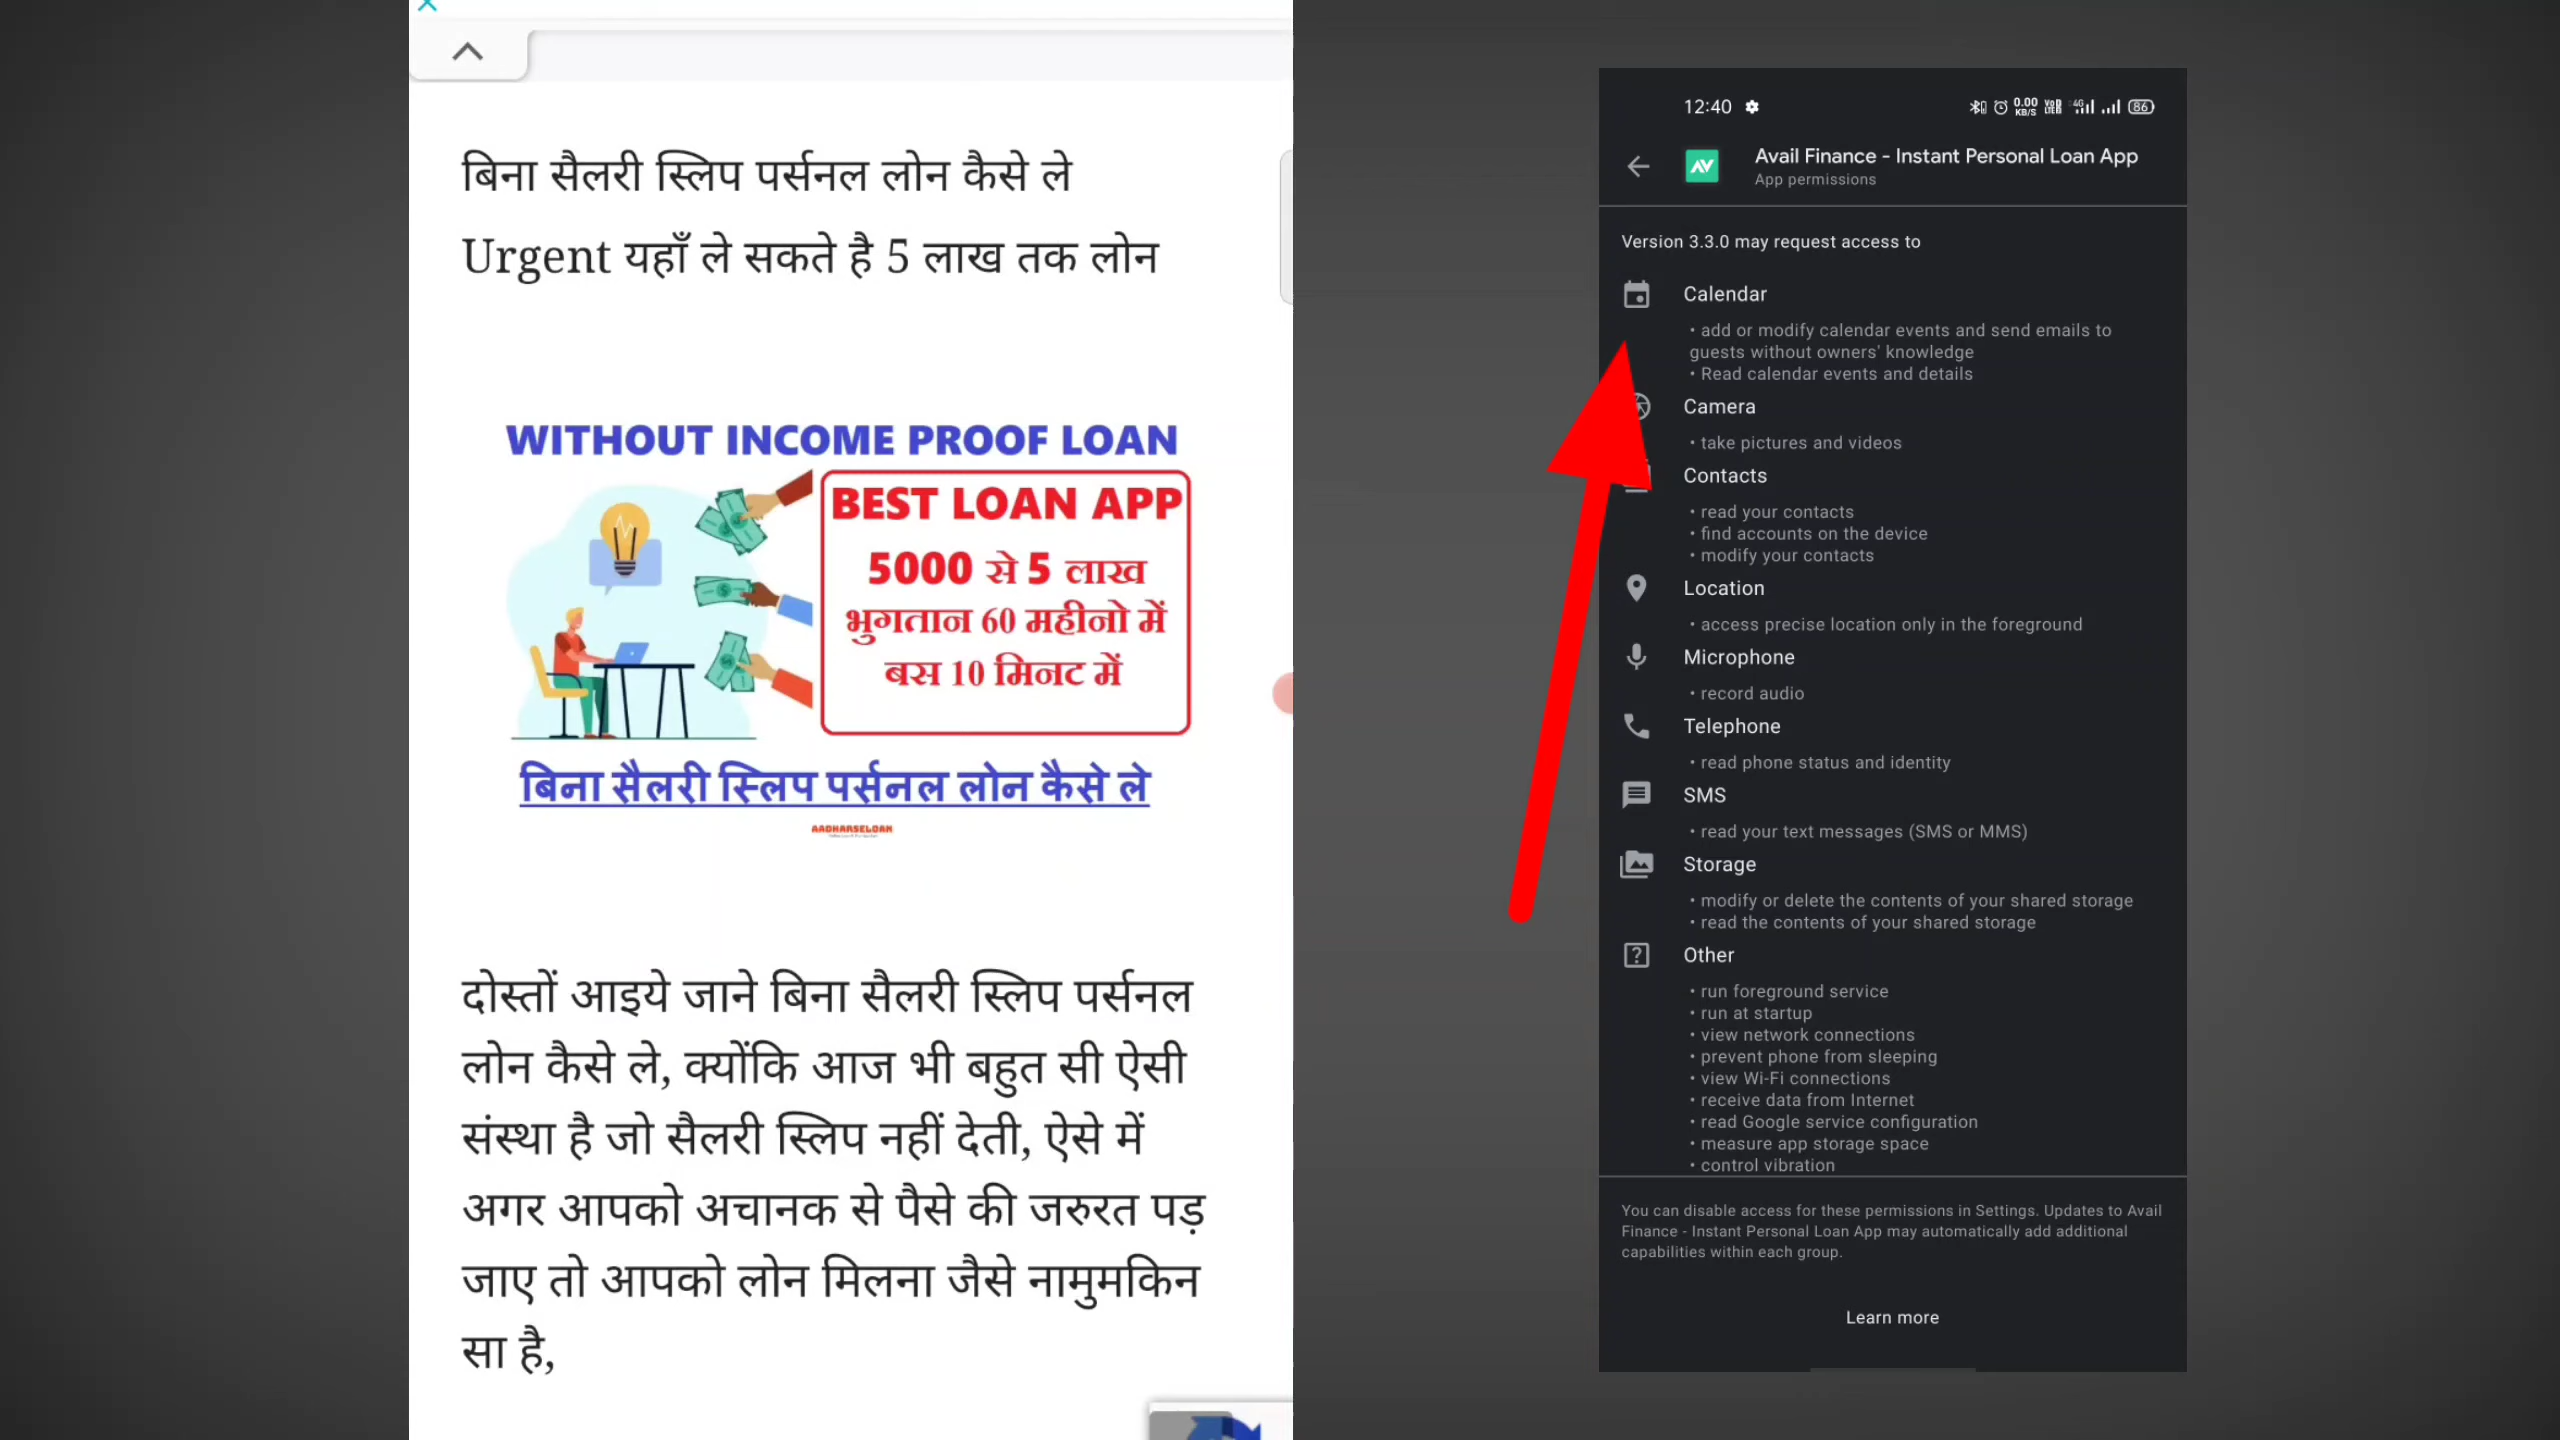 बिना सैलरी स्लिप पर्सनल लोन कैसे ले
Urgent यहाँ ले सकते है 5 लाख तक लोन
WITHOUT INCOME PROOF LOAN
BEST LOAN APP
5000 से 5 लाख
भुगतान 60 महीनो में
बस 10 मिनट में
बिना सैलरी स्लिप पर्सनल लोन कैसे ले
AADHARSELOAN
दोस्तों आइये जाने बिना सैलरी स्लिप पर्सनल
लोन कैसे ले, क्योंकि आज भी बहुत सी ऐसी
संस्था है जो सैलरी स्लिप नहीं देती, ऐसे में
अगर आपको अचानक से पैसे की जरुरत पड़
जाए तो आपको लोन मिलना जैसे नामुमकिन
सा है,
12:40
0.00 KB/S
4G
86
Avail Finance - Instant Personal Loan App
App permissions
Version 3.3.0 may request access to
Calendar
• add or modify calendar events and send emails to
guests without owners' knowledge
• Read calendar events and details
Camera
• take pictures and videos
Contacts
• read your contacts
• find accounts on the device
• modify your contacts
Location
• access precise location only in the foreground
Microphone
• record audio
Telephone
• read phone status and identity
SMS
• read your text messages (SMS or MMS)
Storage
• modify or delete the contents of your shared storage
• read the contents of your shared storage
Other
• run foreground service
• run at startup
• view network connections
• prevent phone from sleeping
• view Wi-Fi connections
• receive data from Internet
• read Google service configuration
• measure app storage space
• control vibration
You can disable access for these permissions in Settings. Updates to Avail
Finance - Instant Personal Loan App may automatically add additional
capabilities within each group.
Learn more